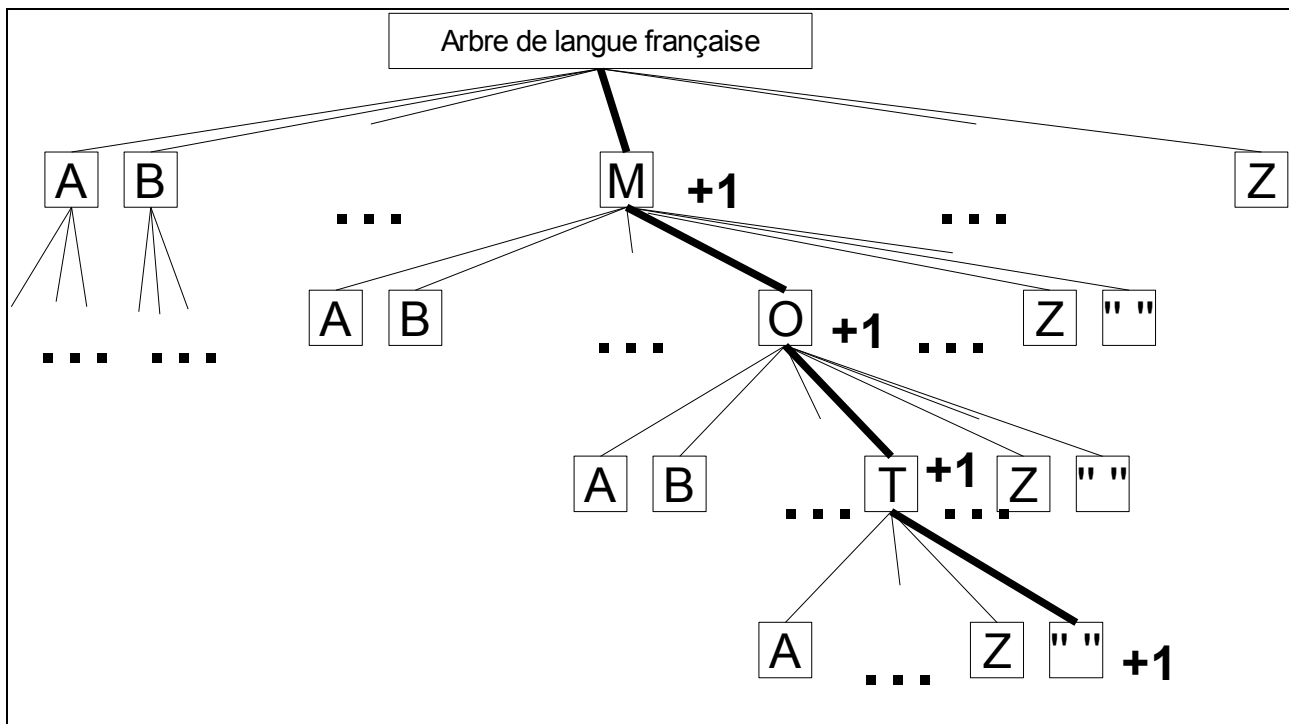 Arbre de langue française
A B M +1 Z
... ...
A B O +1 Z " "
... ... ... ...
A B T +1 Z " "
... ...
A Z " " +1
...